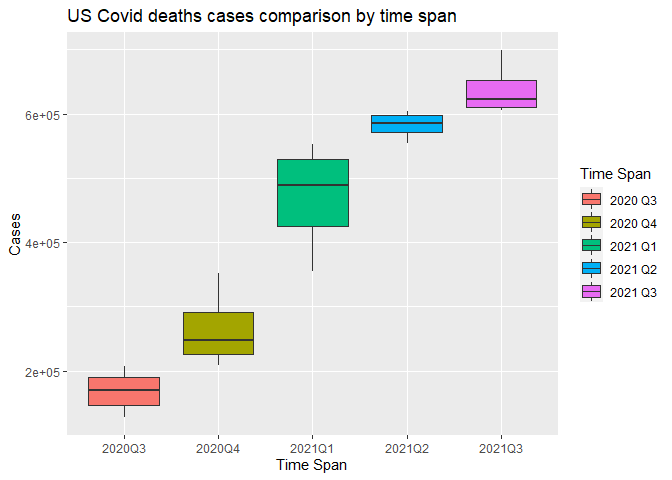 US Covid deaths cases comparison by time span
Cases
6e+05
4e+05
2e+05
2020Q3 2020Q4 2021Q1 2021Q2 2021Q3
Time Span
Time Span
2020 Q3
2020 Q4
2021 Q1
2021 Q2
2021 Q3